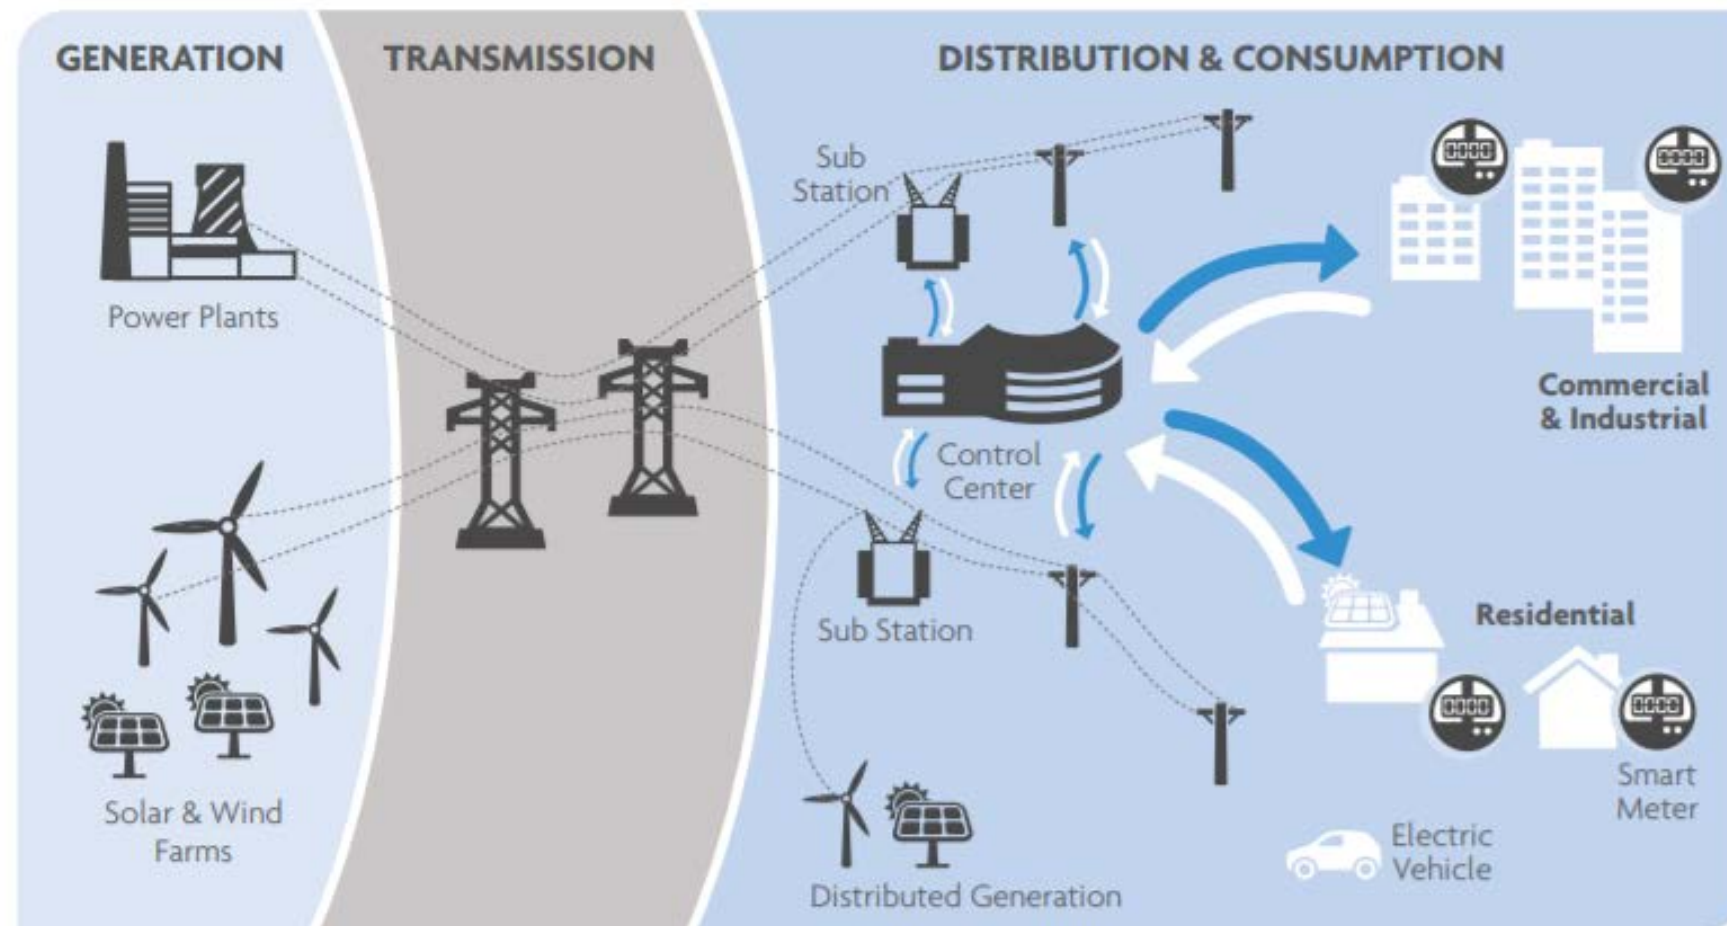 GENERATION
TRANSMISSION
DISTRIBUTION & CONSUMPTION
Sub
Station
Power Plants
Commercial
& Industrial
Control
Center
Sub Station
Residential
Solar & Wind
Farms
Smart
Meter
Electric
Vehicle
Distributed Generation